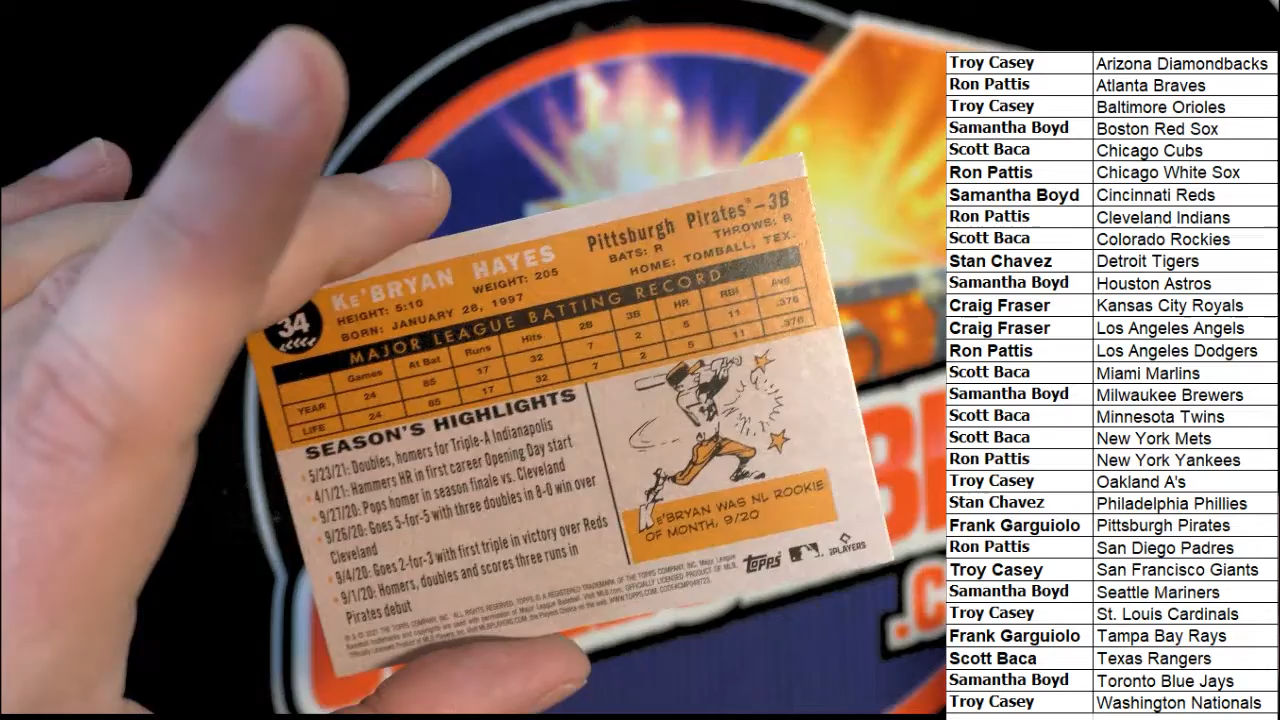 34
KE'BRYAN HAYES
Pittsburgh Pirates - 3B
HEIGHT: 5:10 WEIGHT: 205 BATS: R THROWS: R
BORN: JANUARY 28, 1997 HOME: TOMBALL, TEX.
MAJOR LEAGUE BATTING RECORD
Games At Bat Runs Hits 2B 3B HR RBI Avg
YEAR 24 85 17 32 7 2 5 11 .376
LIFE 24 85 17 32 7 2 5 11 .376
SEASON'S HIGHLIGHTS
• 5/23/21: Doubles, homers for Triple-A Indianapolis
• 4/1/21: Hammers HR in first career Opening Day start
• 9/27/20: Pops homer in season finale vs. Cleveland
• 9/26/20: Goes 5-for-5 with three doubles in 8-0 win over
Cleveland
• 9/4/20: Goes 2-for-3 with first triple in victory over Reds
• 9/1/20: Homers, doubles and scores three runs in
Pirates debut
KE'BRYAN WAS NL ROOKIE
OF MONTH, 9/20
topps
PLAYERS
Troy Casey Arizona Diamondbacks
Ron Pattis Atlanta Braves
Troy Casey Baltimore Orioles
Samantha Boyd Boston Red Sox
Scott Baca Chicago Cubs
Ron Pattis Chicago White Sox
Samantha Boyd Cincinnati Reds
Ron Pattis Cleveland Indians
Scott Baca Colorado Rockies
Stan Chavez Detroit Tigers
Samantha Boyd Houston Astros
Craig Fraser Kansas City Royals
Craig Fraser Los Angeles Angels
Ron Pattis Los Angeles Dodgers
Scott Baca Miami Marlins
Samantha Boyd Milwaukee Brewers
Scott Baca Minnesota Twins
Scott Baca New York Mets
Ron Pattis New York Yankees
Troy Casey Oakland A's
Stan Chavez Philadelphia Phillies
Frank Garguiolo Pittsburgh Pirates
Ron Pattis San Diego Padres
Troy Casey San Francisco Giants
Samantha Boyd Seattle Mariners
Troy Casey St. Louis Cardinals
Frank Garguiolo Tampa Bay Rays
Scott Baca Texas Rangers
Samantha Boyd Toronto Blue Jays
Troy Casey Washington Nationals